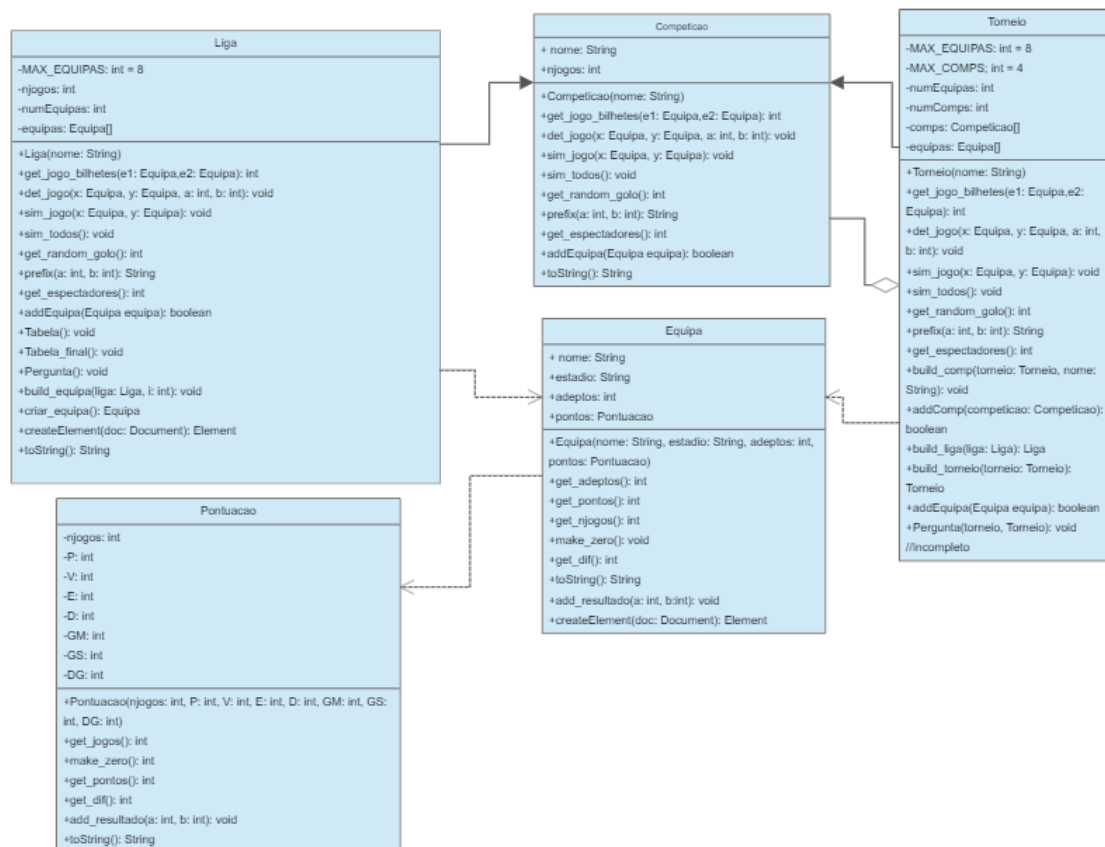 Liga
-MAX_EQUIPAS: int = 8
-njogos: int
-numEquipas: int
-equipas: Equipa[]
+Liga(nome: String)
+get_jogo_bilhetes(e1: Equipa,e2: Equipa): int
+det_jogo(x: Equipa, y: Equipa, a: int, b: int): void
+sim_jogo(x: Equipa, y: Equipa): void
+sim_todos(): void
+get_random_golo(): int
+prefix(a: int, b: int): String
+get_espectadores(): int
+addEquipa(Equipa equipa): boolean
+Tabela(): void
+Tabela_final(): void
+Pergunta(): void
+build_equipa(liga: Liga, i: int): void
+criar_equipa(): Equipa
+createElement(doc: Document): Element
+toString(): String
Competicao
+ nome: String
+njogos: int
+Competicao(nome: String)
+get_jogo_bilhetes(e1: Equipa,e2: Equipa): int
+det_jogo(x: Equipa, y: Equipa, a: int, b: int): void
+sim_jogo(x: Equipa, y: Equipa): void
+sim_todos(): void
+get_random_golo(): int
+prefix(a: int, b: int): String
+get_espectadores(): int
+addEquipa(Equipa equipa): boolean
+toString(): String
Torneio
-MAX_EQUIPAS: int = 8
-MAX_COMPS; int = 4
-numEquipas: int
-numComps: int
-comps: Competicao[]
-equipas: Equipa[]
+Torneio(nome: String)
+get_jogo_bilhetes(e1: Equipa,e2:
Equipa): int
+det_jogo(x: Equipa, y: Equipa, a: int,
b: int): void
+sim_jogo(x: Equipa, y: Equipa): void
+sim_todos(): void
+get_random_golo(): int
+prefix(a: int, b: int): String
+get_espectadores(): int
+build_comp(torneio: Torneio, nome:
String): void
+addComp(competicao: Competicao):
boolean
+build_liga(liga: Liga): Liga
+build_torneio(torneio: Torneio):
Torneio
+addEquipa(Equipa equipa): boolean
+Pergunta(torneio, Torneio): void
//Incompleto
Equipa
+ nome: String
+estadio: String
+adeptos: int
+pontos: Pontuacao
+Equipa(nome: String, estadio: String, adeptos: int,
pontos: Pontuacao)
+get_adeptos(): int
+get_pontos(): int
+get_njogos(): int
+make_zero(): void
+get_dif(): int
+toString(): String
+add_resultado(a: int, b:int): void
+createElement(doc: Document): Element
Pontuacao
-njogos: int
-P: int
-V: int
-E: int
-D: int
-GM: int
-GS: int
-DG: int
+Pontuacao(njogos: int, P: int, V: int, E: int, D: int, GM: int, GS:
int, DG: int)
+get_jogos(): int
+make_zero(): int
+get_pontos(): int
+get_dif(): int
+add_resultado(a: int, b: int): void
+toString(): String